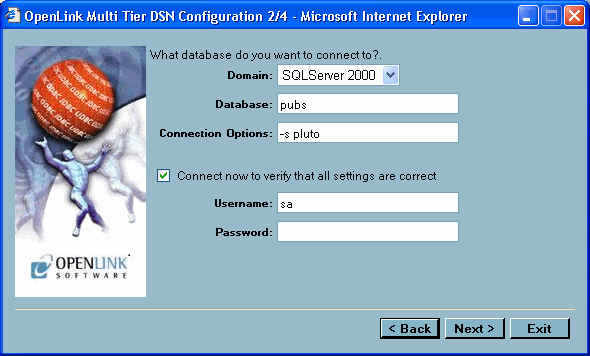 OpenLink Multi Tier DSN Configuration 2/4 - Microsoft Internet Explorer
What database do you want to connect to?.
Domain: SQLServer 2000
Database: pubs
Connection Options: -s pluto
Connect now to verify that all settings are correct
Username: sa
Password:
OPENLINK
SOFTWARE
< Back Next > Exit